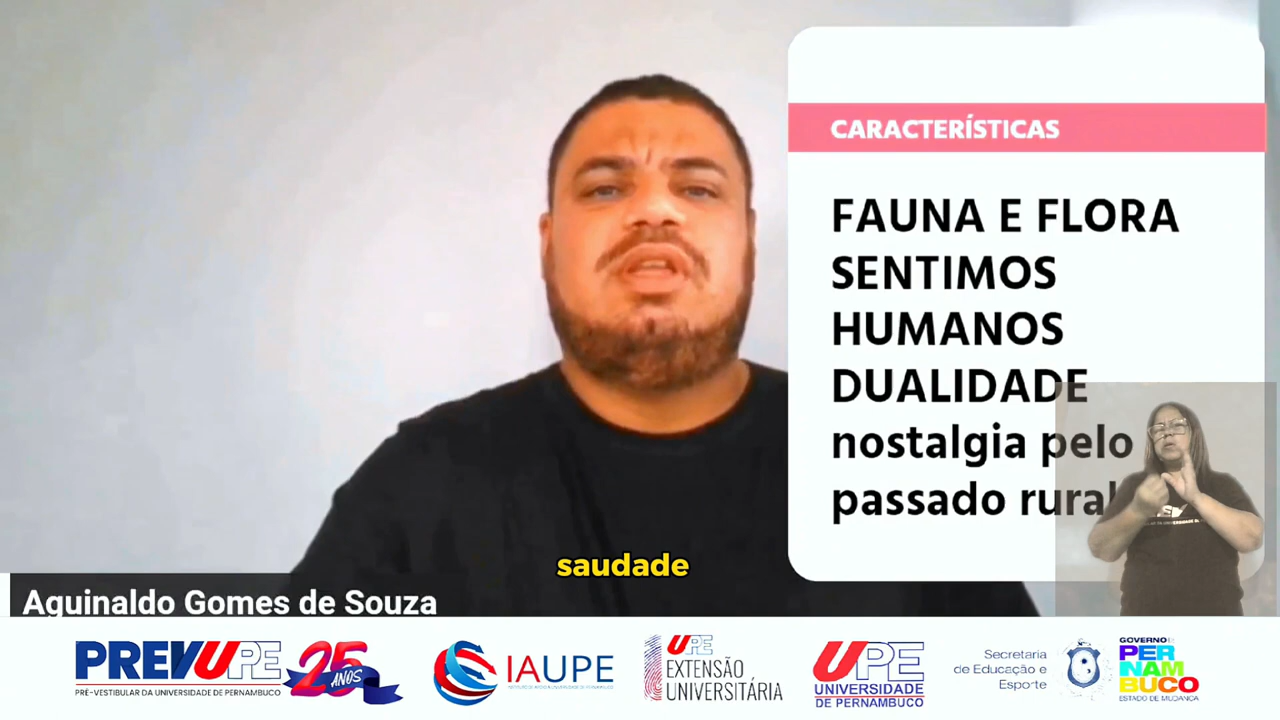 CARACTERÍSTICAS
FAUNA E FLORA
SENTIMOS
HUMANOS
DUALIDADE
nostalgia pelo
passado rural
saudade
Aguinaldo Gomes de Souza
PREVUPE
PRÉ-VESTIBULAR DA UNIVERSIDADE DE PERNAMBUCO
25
ANOS
IAUPE
UPE
EXTENSÃO
UNIVERSITÁRIA
UPE
UNIVERSIDADE
DE PERNAMBUCO
Secretaria
de Educação e
Esporte
GOVERNO DE
PER
NAM
BUCO
ESTADO DE MUDANÇA